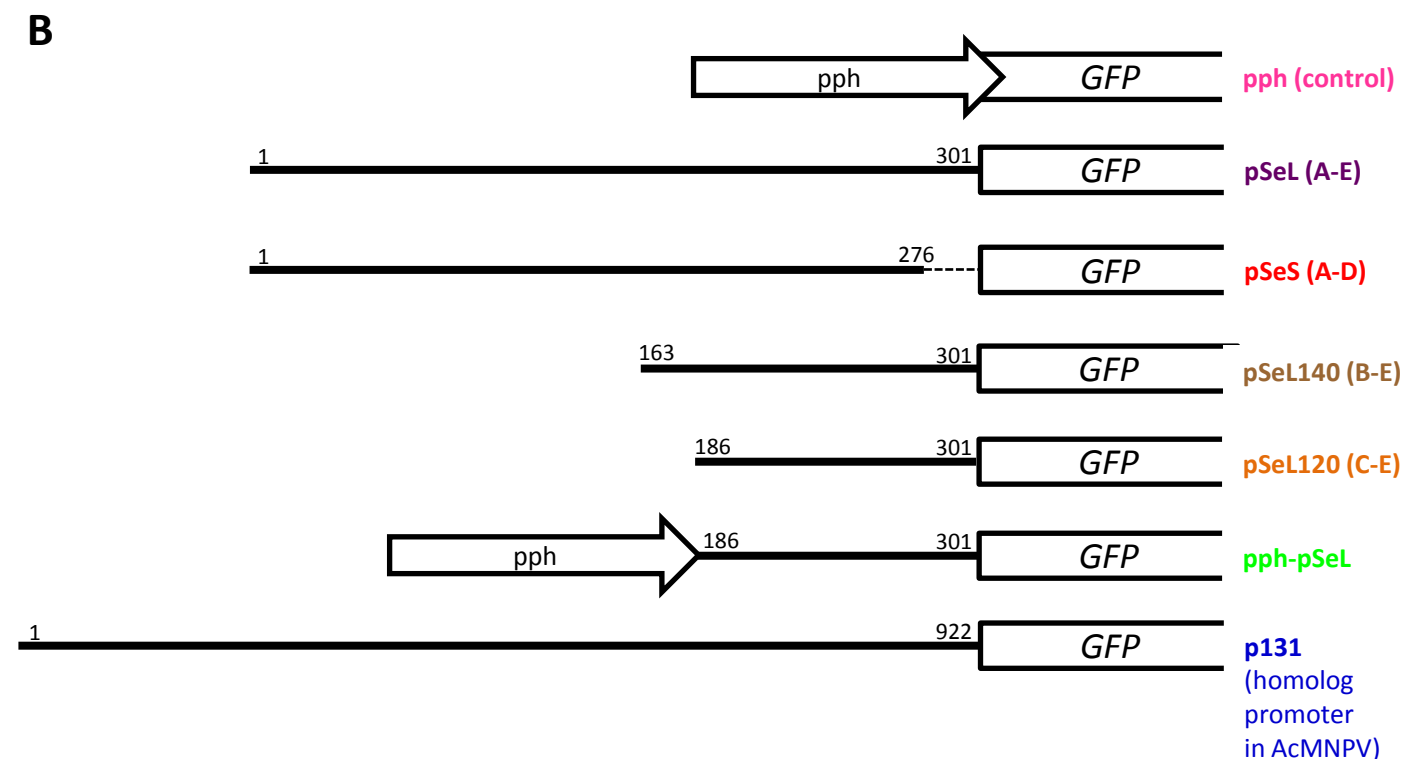 B
pph GFP pph (control)
1 301 GFP pSeL (A-E)
1 276 GFP pSeS (A-D)
163 301 GFP pSeL140 (B-E)
186 301 GFP pSeL120 (C-E)
pph 186 301 GFP pph-pSeL
1 922 GFP p131
(homolog
promoter
in AcMNPV)